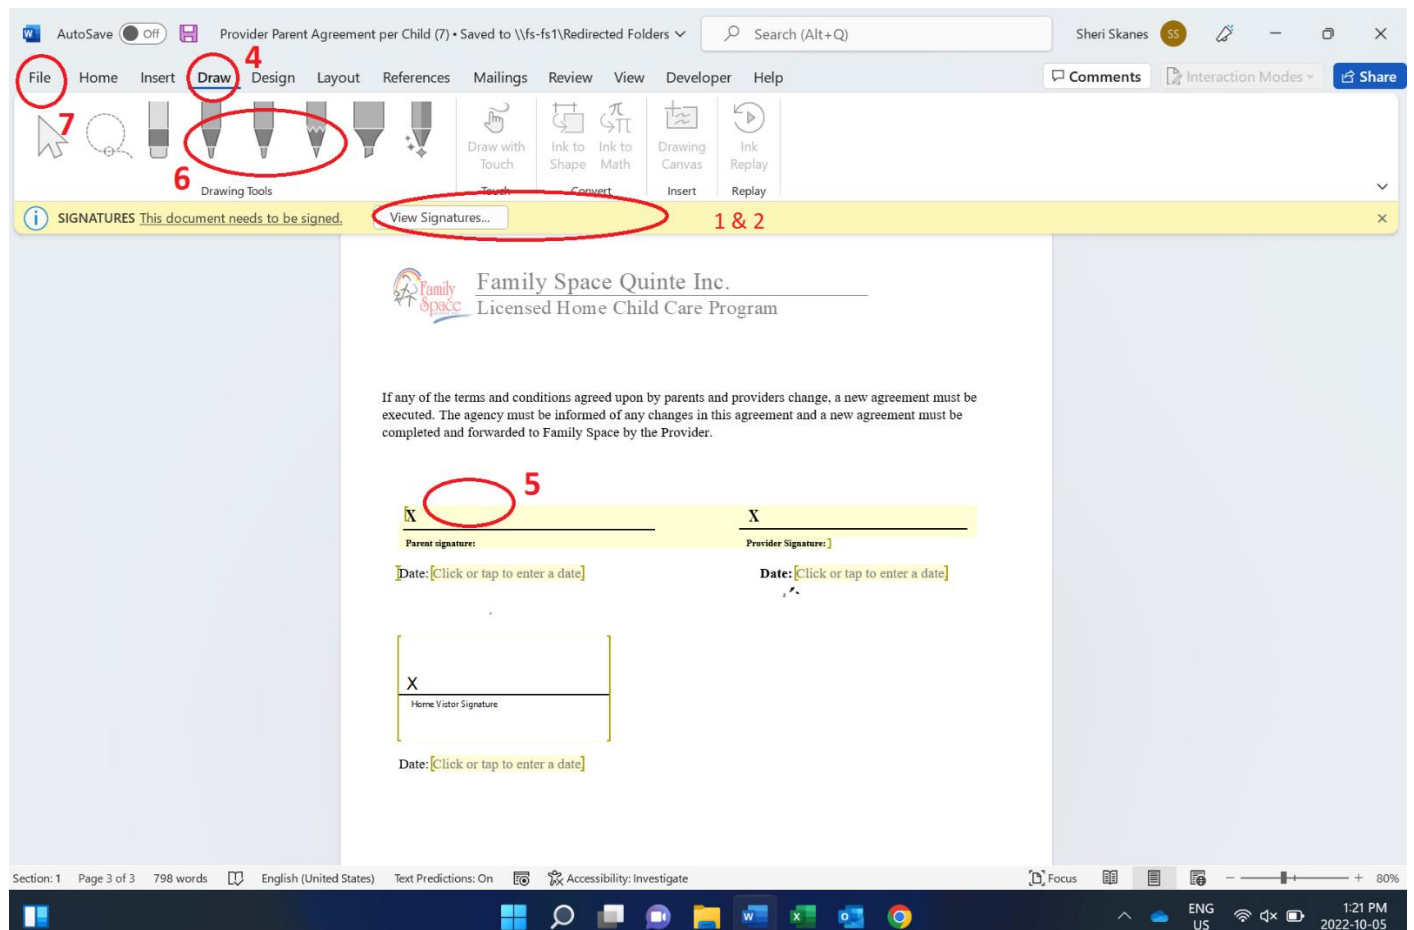 AutoSave Off Provider Parent Agreement per Child (7) • Saved to \\fs-fs1\Redirected Folders Search (Alt+Q) Sheri Skanes SS
4
File Home Insert Draw Design Layout References Mailings Review View Developer Help Comments Interaction Modes Share
7
Draw with Touch
Ink to Shape
Ink to Math
Drawing Canvas
Ink Replay
6
Drawing Tools Touch Convert Insert Replay
SIGNATURES This document needs to be signed. View Signatures... 1 & 2
Family Space
Family Space Quinte Inc.
Licensed Home Child Care Program
If any of the terms and conditions agreed upon by parents and providers change, a new agreement must be
executed. The agency must be informed of any changes in this agreement and a new agreement must be
completed and forwarded to Family Space by the Provider.
5
X X
Parent signature: Provider Signature:
Date: Click or tap to enter a date Date: Click or tap to enter a date
X
Home Vistor Signature
Date: Click or tap to enter a date
Section: 1 Page 3 of 3 798 words English (United States) Text Predictions: On Accessibility: Investigate Focus 80%
ENG US 1:21 PM
2022-10-05